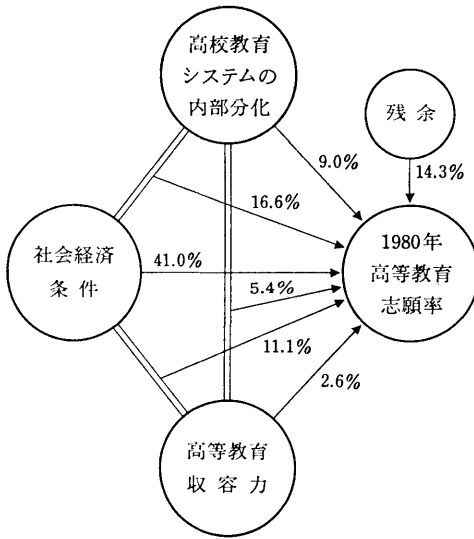 高校教育
システムの
内部分化
残余
9.0%
14.3%
16.6%
社会経済
条件
41.0%
1980年
高等教育
志願率
5.4%
11.1%
2.6%
高等教育
収容力